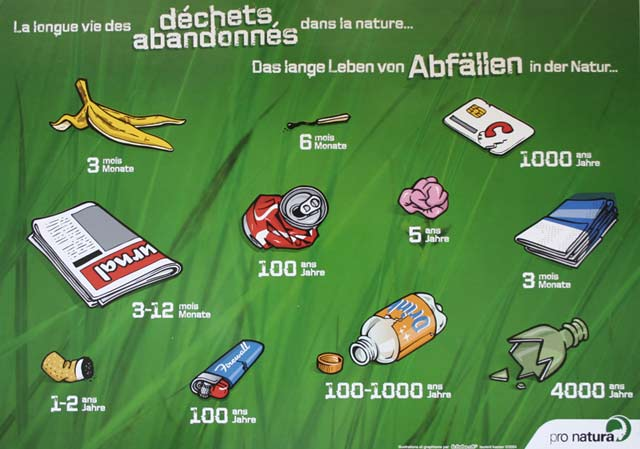 La longue vie des déchets abandonnés dans la nature...
Das lange Leben von Abfällen in der Natur...
3 mois Monate
6 mois Monate
1000 ans Jahre
urnal
3-12 mois Monate
100 ans Jahre
5 ans Jahre
3 mois Monate
1-2 ans Jahre
Firewall
100 ans Jahre
100-1000 ans Jahre
4000 ans Jahre
pro natura